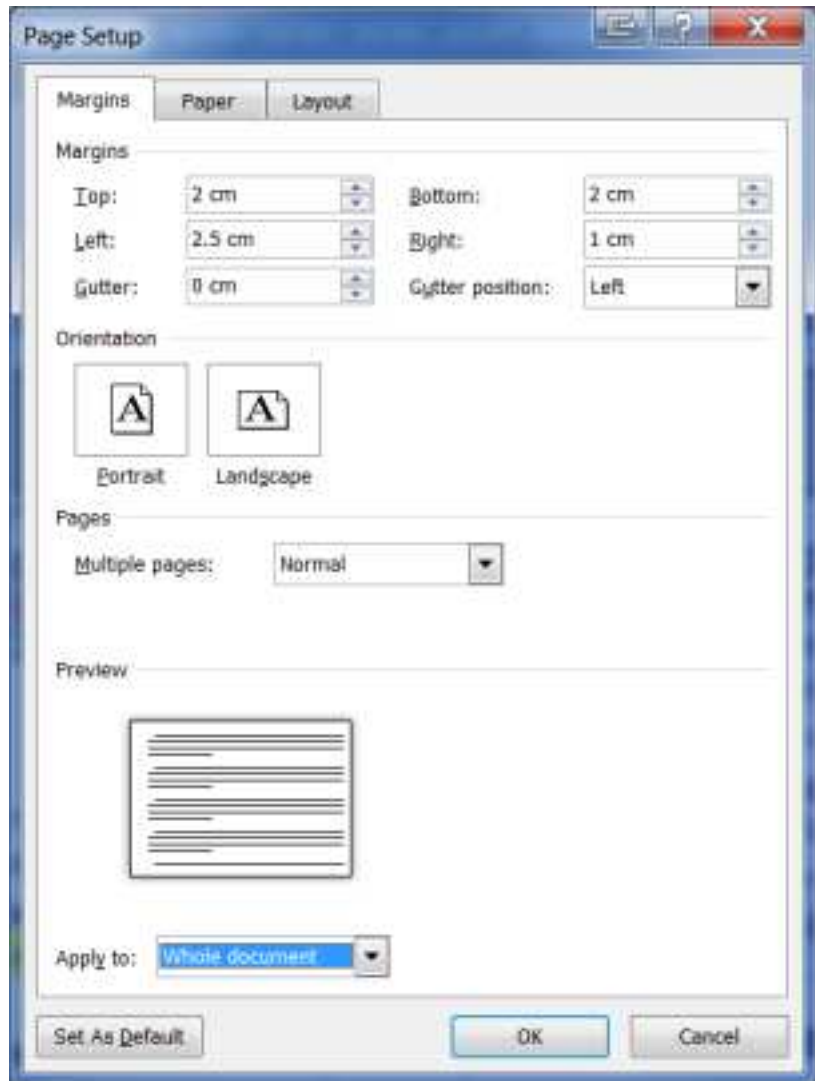 Page Setup
Margins Paper Layout
Margins
Top: 2 cm Bottom: 2 cm
Left: 2.5 cm Right: 1 cm
Gutter: 0 cm Gutter position: Left
Orientation
A A
Portrait Landscape
Pages
Multiple pages: Normal
Preview
Apply to: Whole document
Set As Default OK Cancel